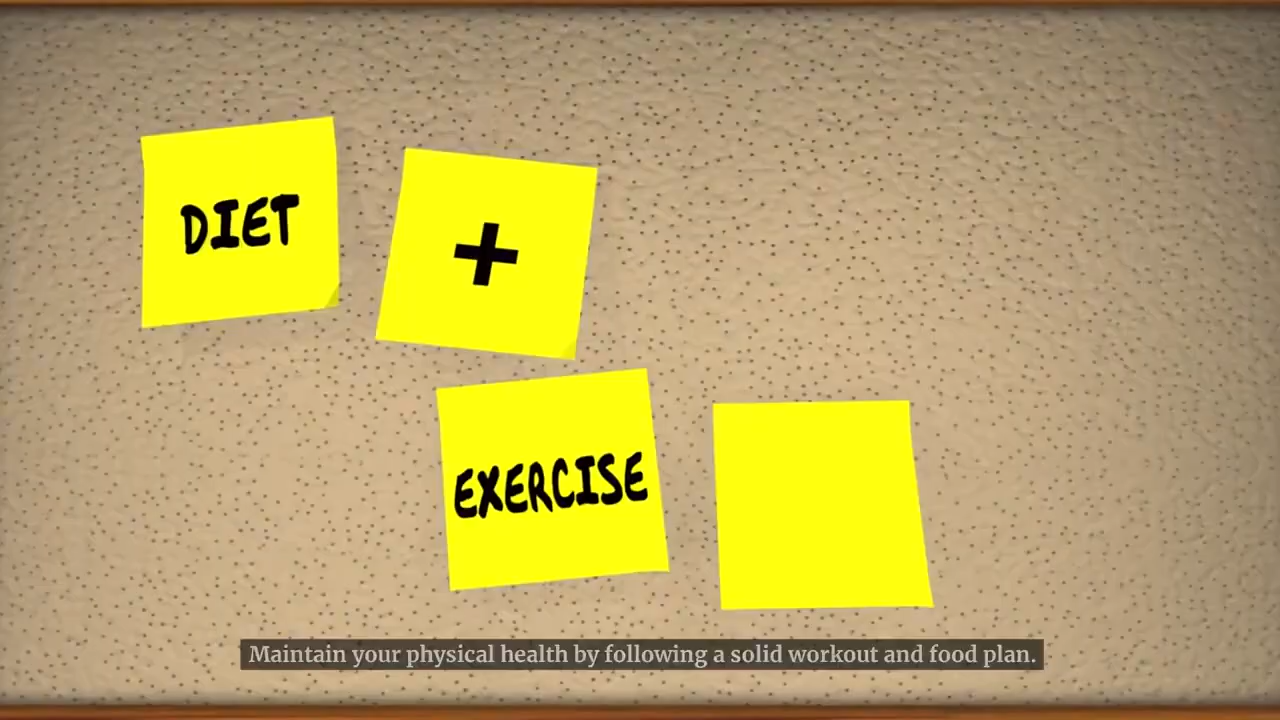 DIET
+
EXERCISE
Maintain your physical health by following a solid workout and food plan.